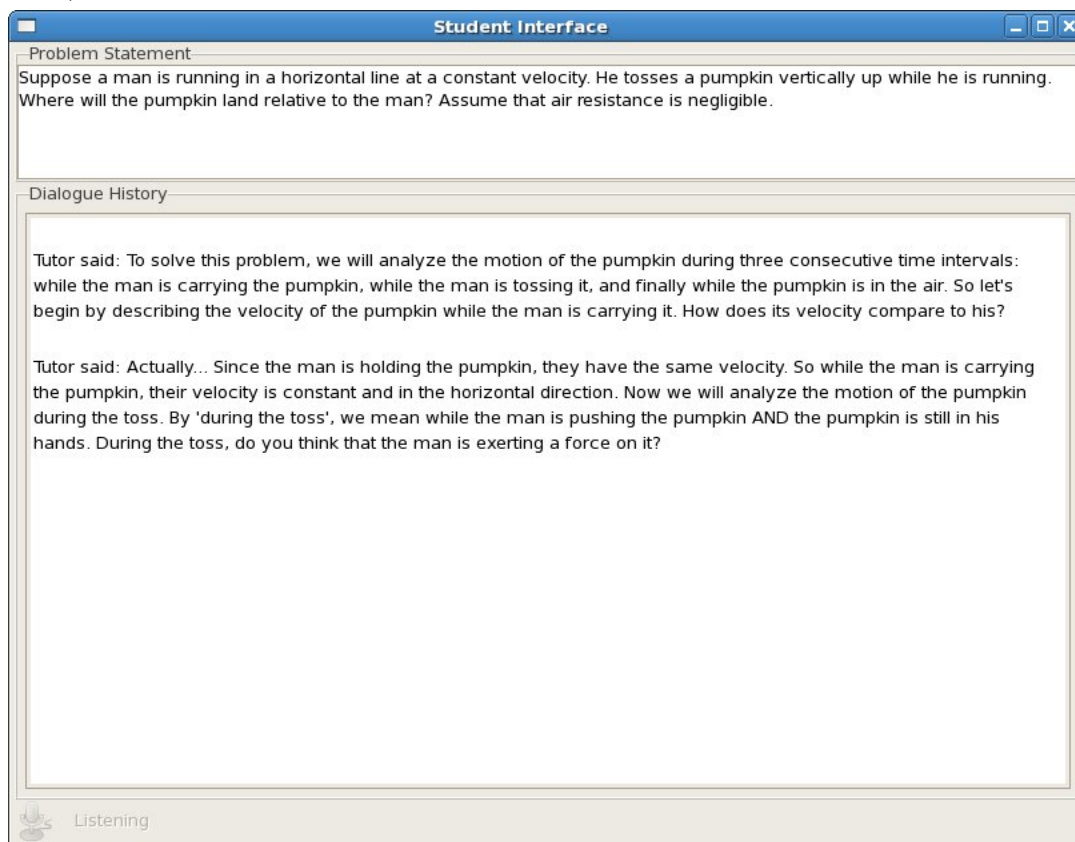 Student Interface
Problem Statement
Suppose a man is running in a horizontal line at a constant velocity. He tosses a pumpkin vertically up while he is running.
Where will the pumpkin land relative to the man? Assume that air resistance is negligible.
Dialogue History
Tutor said: To solve this problem, we will analyze the motion of the pumpkin during three consecutive time intervals:
while the man is carrying the pumpkin, while the man is tossing it, and finally while the pumpkin is in the air. So let's
begin by describing the velocity of the pumpkin while the man is carrying it. How does its velocity compare to his?
Tutor said: Actually... Since the man is holding the pumpkin, they have the same velocity. So while the man is carrying
the pumpkin, their velocity is constant and in the horizontal direction. Now we will analyze the motion of the pumpkin
during the toss. By 'during the toss', we mean while the man is pushing the pumpkin AND the pumpkin is still in his
hands. During the toss, do you think that the man is exerting a force on it?
Listening